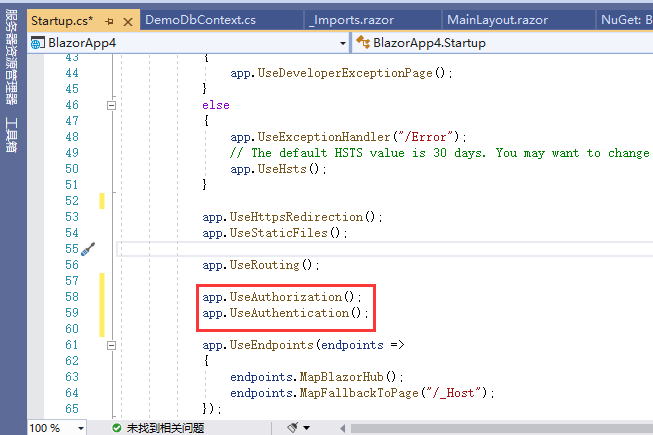 服务器资源管理器
工具箱
Startup.cs*
DemoDbContext.cs
_Imports.razor
MainLayout.razor
NuGet: B
BlazorApp4
BlazorApp4.Startup
43 {
44 app.UseDeveloperExceptionPage();
45 }
46 else
47 {
48 app.UseExceptionHandler("/Error");
49 // The default HSTS value is 30 days. You may want to change
50 app.UseHsts();
51 }
52
53 app.UseHttpsRedirection();
54 app.UseStaticFiles();
55
56 app.UseRouting();
57
58 app.UseAuthorization();
59 app.UseAuthentication();
60
61 app.UseEndpoints(endpoints =>
62 {
63 endpoints.MapBlazorHub();
64 endpoints.MapFallbackToPage("/_Host");
65 });
100 %
未找到相关问题